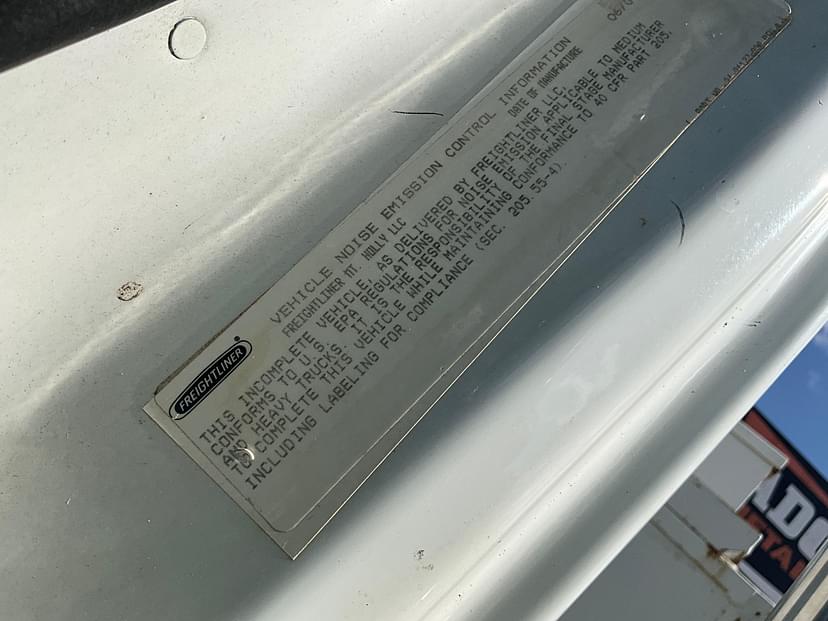 FREIGHTLINER
VEHICLE NOISE EMISSION CONTROL INFORMATION
FREIGHTLINER MT. HOLLY LLC
DATE OF MANUFACTURE
THIS INCOMPLETE VEHICLE, AS DELIVERED BY FREIGHTLINER LLC,
CONFORMS TO U.S. EPA REGULATIONS FOR NOISE EMISSION APPLICABLE TO MEDIUM
AND HEAVY TRUCKS. IT IS THE RESPONSIBILITY OF THE FINAL STAGE MANUFACTURER
TO COMPLETE THIS VEHICLE WHILE MAINTAINING CONFORMANCE TO 40 CFR PART 205,
INCLUDING LABELING FOR COMPLIANCE (SEC. 205.55-4).